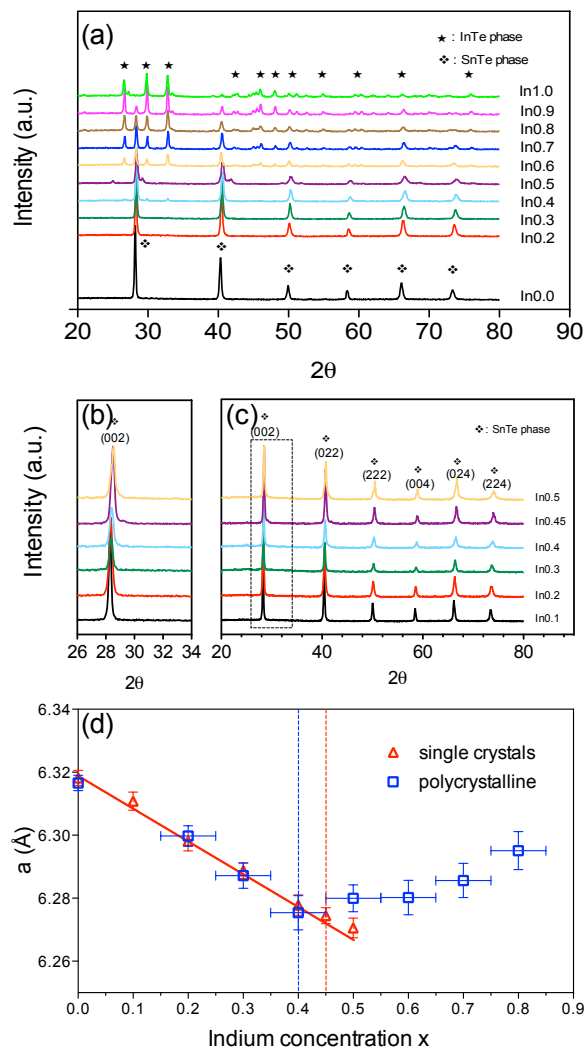 (a)
★ : InTe phase
❖ : SnTe phase
Intensity (a.u.)
In1.0
In0.9
In0.8
In0.7
In0.6
In0.5
In0.4
In0.3
In0.2
In0.0
20 30 40 50 60 70 80
2θ
(b)
(002)
Intensity (a.u.)
26 28 30 32 34
2θ
(c)
❖ : SnTe phase
(002)
(022)
(222)
(004)
(024)
(224)
In0.5
In0.45
In0.4
In0.3
In0.2
In0.1
20 40 60 80
2θ
(d)
single crystals
polycrystalline
6.34
6.32
6.30
6.28
6.26
a (Å)
0.0 0.1 0.2 0.3 0.4 0.5 0.6 0.7 0.8 0.9
Indium concentration x